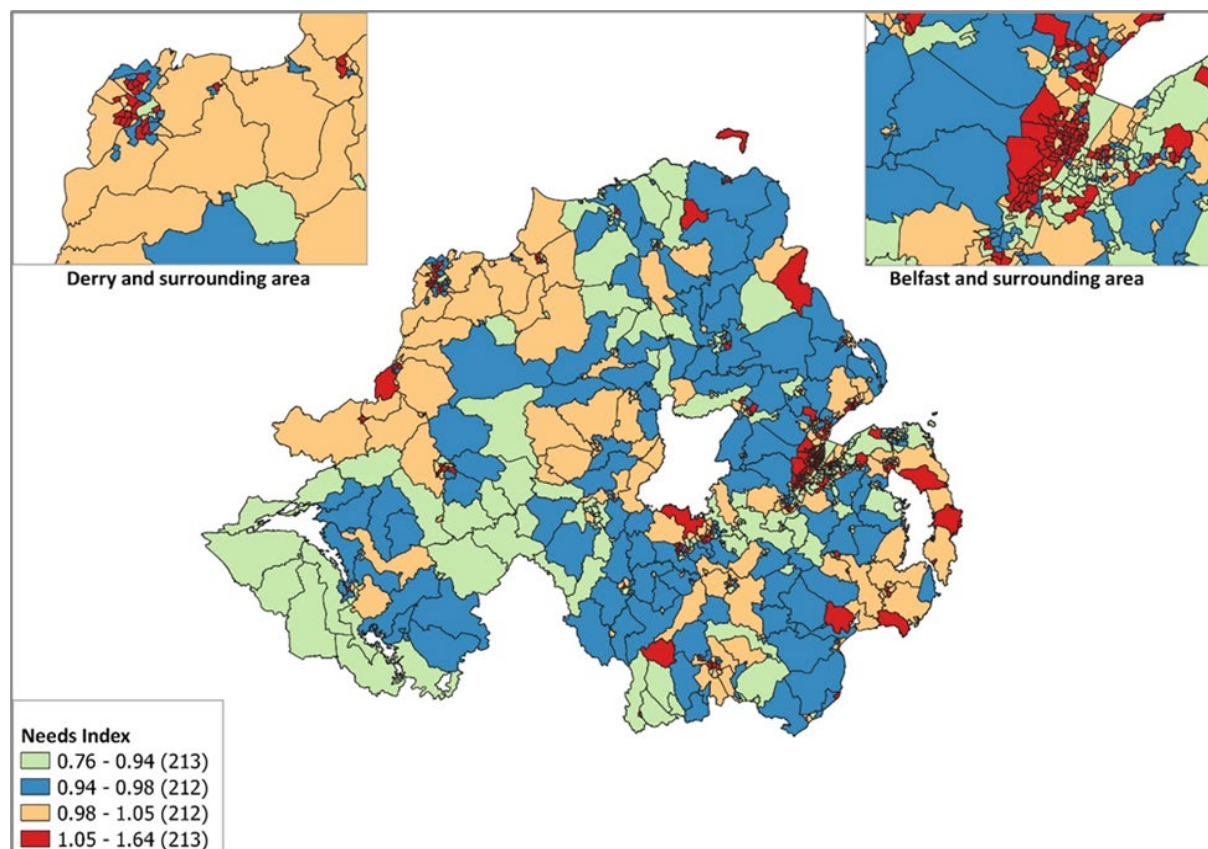 Derry and surrounding area
Belfast and surrounding area
Needs Index
0.76 - 0.94 (213)
0.94 - 0.98 (212)
0.98 - 1.05 (212)
1.05 - 1.64 (213)